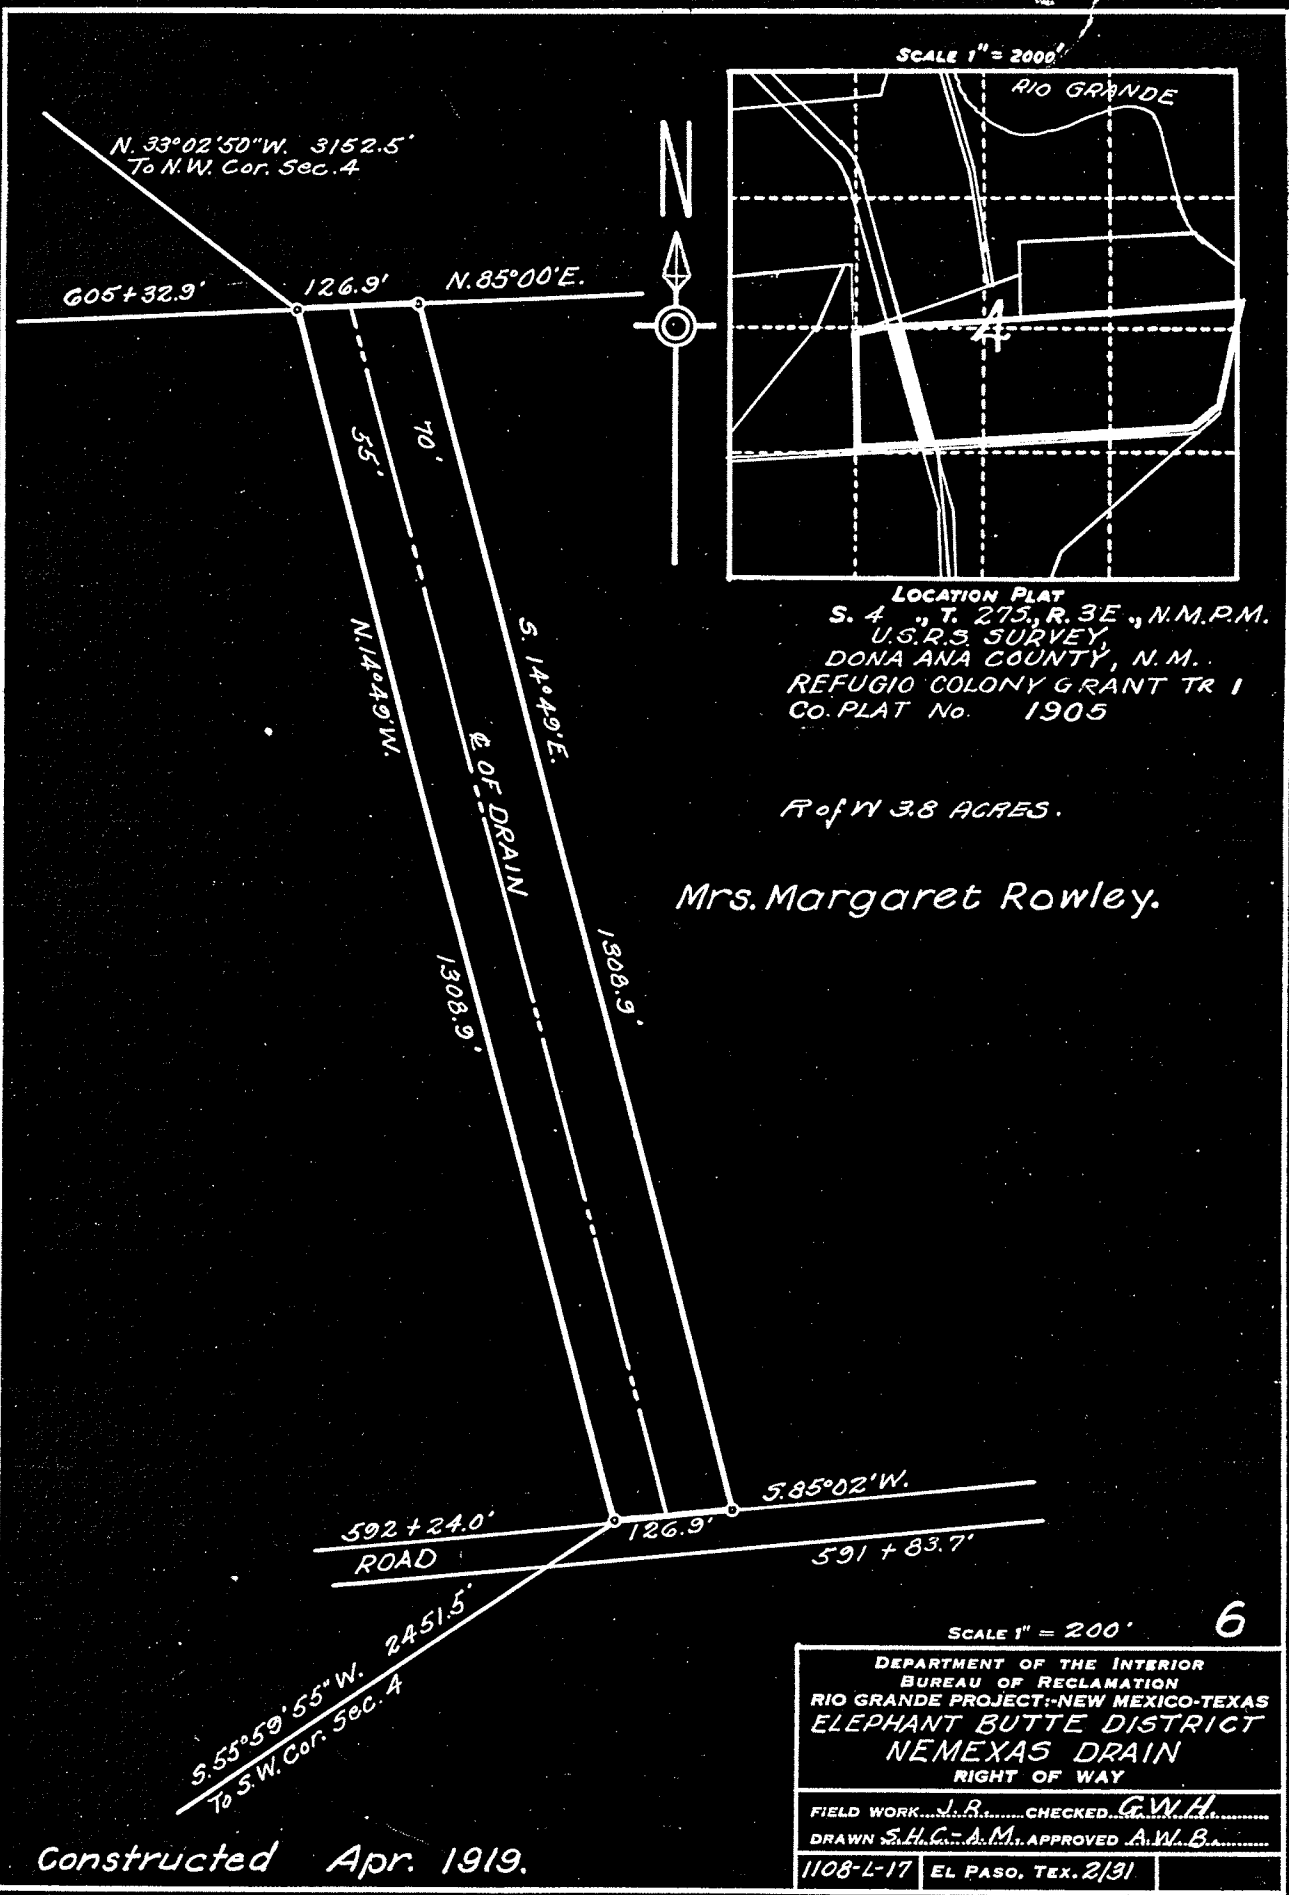 SCALE 1" = 2000'
RIO GRANDE
N. 33°02'50"W. 3152.5'
To N.W. Cor. Sec. 4
N
605+32.9'
126.9'
N. 85°00'E.
4
55'
70'
LOCATION PLAT
S. 4 ., T. 27S., R. 3E ., N.M.P.M.
U.S.R.S. SURVEY,
DONA ANA COUNTY, N.M.
REFUGIO COLONY GRANT TR 1
CO. PLAT No. 1905
N. 14°49'W.
S. 14°49'E.
℄ OF DRAIN
R of W 3.8 ACRES.
Mrs. Margaret Rowley.
1308.9'
1308.9'
S. 85°02'W.
592 + 24.0'
126.9'
ROAD
591 + 83.7'
S. 55°59'55"W. 2451.5'
To S.W. Cor. Sec. 4
6
SCALE 1" = 200'
DEPARTMENT OF THE INTERIOR
BUREAU OF RECLAMATION
RIO GRANDE PROJECT:-NEW MEXICO-TEXAS
ELEPHANT BUTTE DISTRICT
NEMEXAS DRAIN
RIGHT OF WAY
FIELD WORK J.R. CHECKED G.W.H.
DRAWN S.H.C-A.M. APPROVED A.W.B.
1108-L-17 EL PASO, TEX. 2/31
Constructed Apr. 1919.